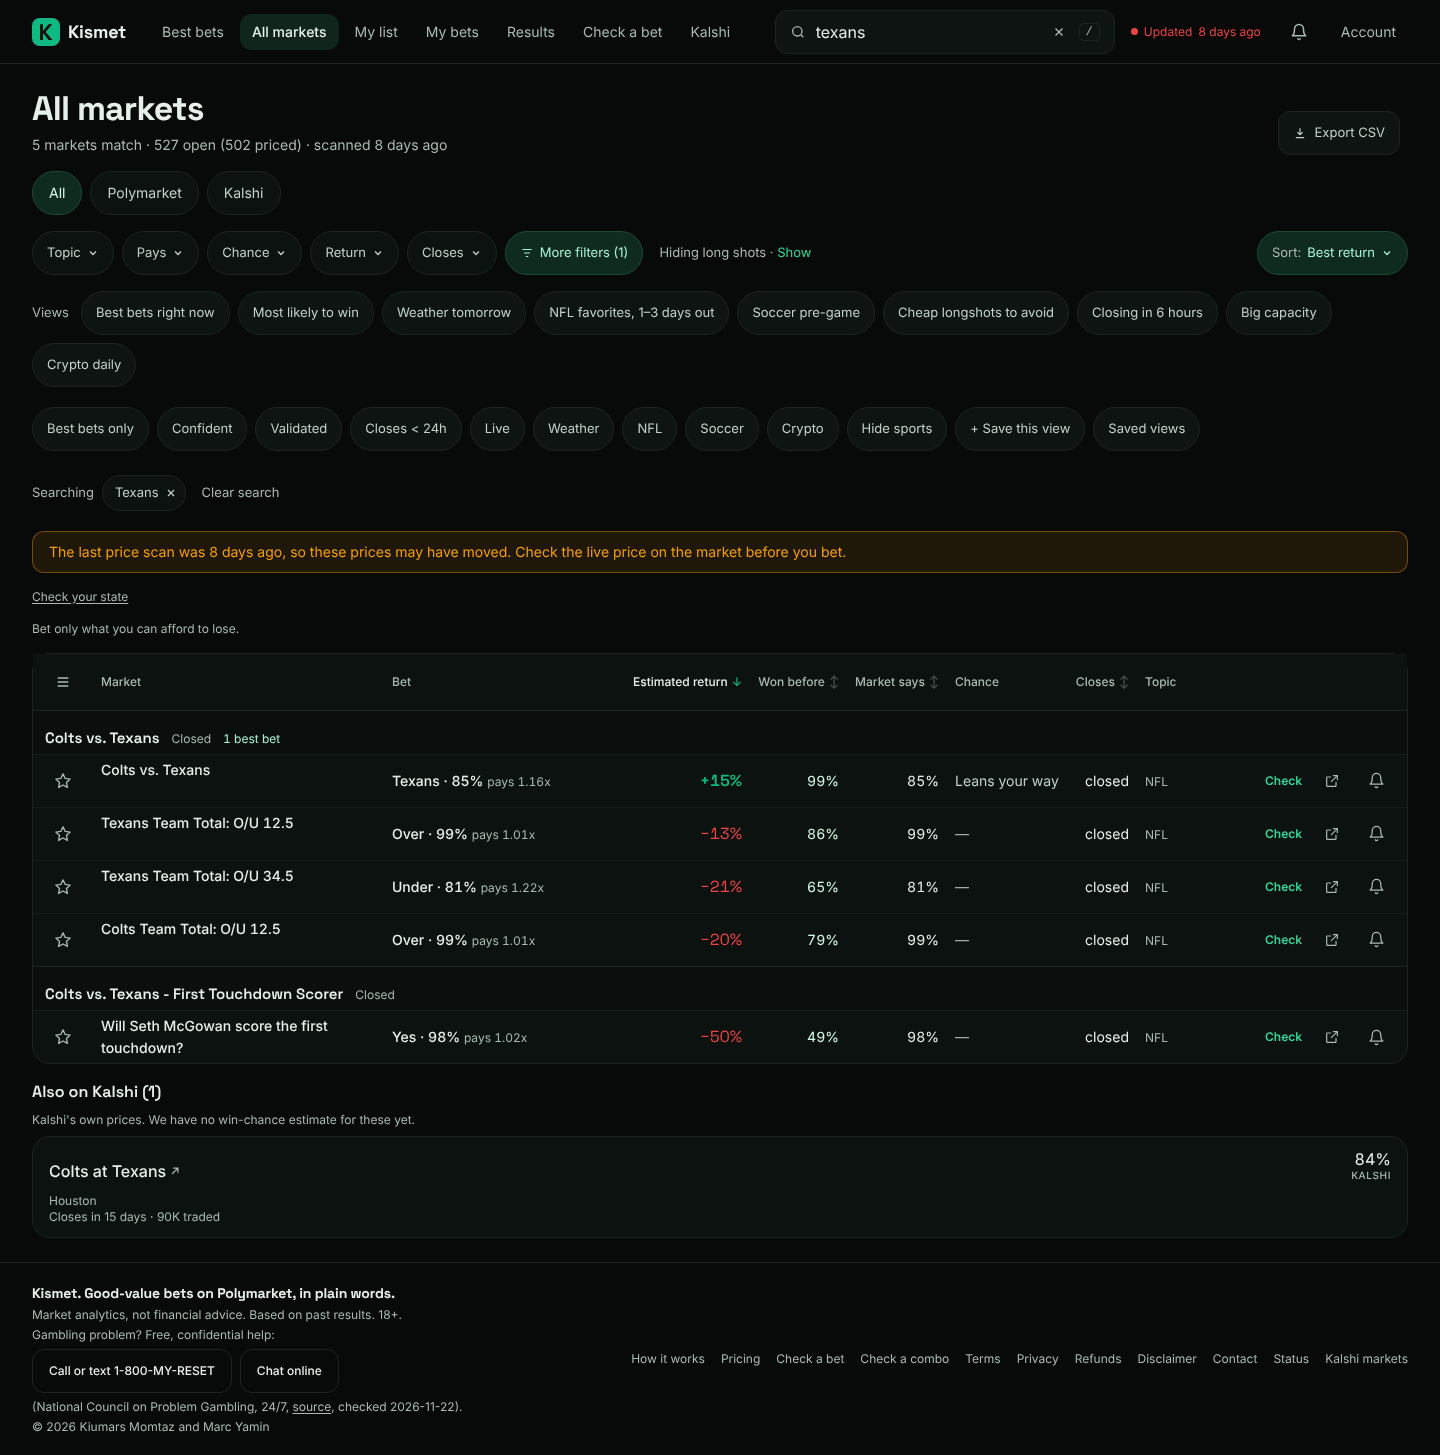 Kismet
Best bets
All markets
My list
My bets
Results
Check a bet
Kalshi
texans
/
Updated 8 days ago
Account
All markets
5 markets match · 527 open (502 priced) · scanned 8 days ago
Export CSV
All
Polymarket
Kalshi
Topic
Pays
Chance
Return
Closes
More filters (1)
Hiding long shots · Show
Sort: Best return
Views
Best bets right now
Most likely to win
Weather tomorrow
NFL favorites, 1–3 days out
Soccer pre-game
Cheap longshots to avoid
Closing in 6 hours
Big capacity
Crypto daily
Best bets only
Confident
Validated
Closes < 24h
Live
Weather
NFL
Soccer
Crypto
Hide sports
+ Save this view
Saved views
Searching
Texans ×
Clear search
The last price scan was 8 days ago, so these prices may have moved. Check the live price on the market before you bet.
Check your state
Bet only what you can afford to lose.
Market Bet Estimated return ↓ Won before Market says Chance Closes Topic
Colts vs. Texans Closed 1 best bet
Colts vs. Texans Texans · 85% pays 1.16x +15% 99% 85% Leans your way closed NFL Check
Texans Team Total: O/U 12.5 Over · 99% pays 1.01x −13% 86% 99% — closed NFL Check
Texans Team Total: O/U 34.5 Under · 81% pays 1.22x −21% 65% 81% — closed NFL Check
Colts Team Total: O/U 12.5 Over · 99% pays 1.01x −20% 79% 99% — closed NFL Check
Colts vs. Texans - First Touchdown Scorer Closed
Will Seth McGowan score the first
touchdown?
Yes · 98% pays 1.02x −50% 49% 98% — closed NFL Check
Also on Kalshi (1)
Kalshi's own prices. We have no win-chance estimate for these yet.
Colts at Texans ↗
84%
KALSHI
Houston
Closes in 15 days · 90K traded
Kismet. Good-value bets on Polymarket, in plain words.
Market analytics, not financial advice. Based on past results. 18+.
Gambling problem? Free, confidential help:
Call or text 1-800-MY-RESET
Chat online
(National Council on Problem Gambling, 24/7, source, checked 2026-11-22).
© 2026 Kiumars Momtaz and Marc Yamin
How it works
Pricing
Check a bet
Check a combo
Terms
Privacy
Refunds
Disclaimer
Contact
Status
Kalshi markets